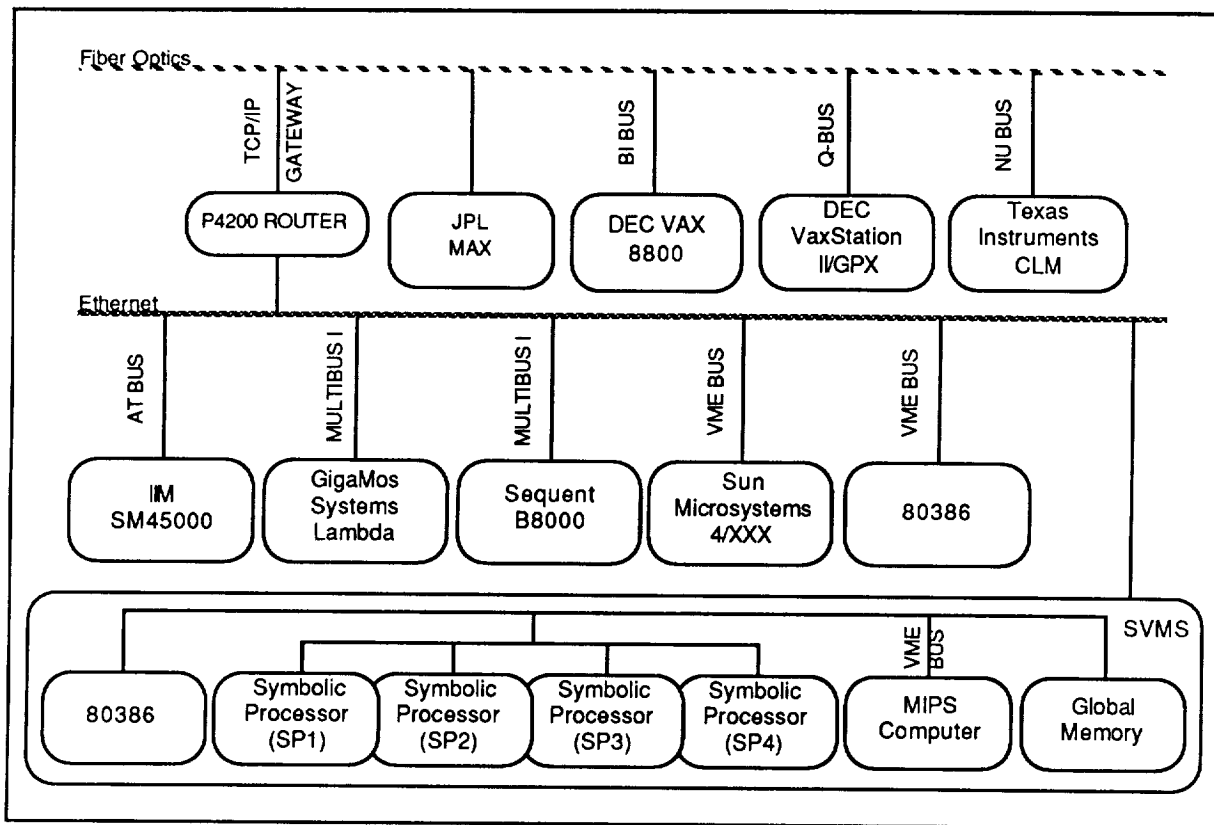 Fiber Optics
TCP/IP
GATEWAY
BI BUS
Q-BUS
NU BUS
P4200 ROUTER
JPL
MAX
DEC VAX
8800
DEC
VaxStation
II/GPX
Texas
Instruments
CLM
Ethernet
AT BUS
MULTIBUS I
MULTIBUS I
VME BUS
VME BUS
IIM
SM45000
GigaMos
Systems
Lambda
Sequent
B8000
Sun
Microsystems
4/XXX
80386
SVMS
VME
BUS
80386
Symbolic
Processor
(SP1)
Symbolic
Processor
(SP2)
Symbolic
Processor
(SP3)
Symbolic
Processor
(SP4)
MIPS
Computer
Global
Memory